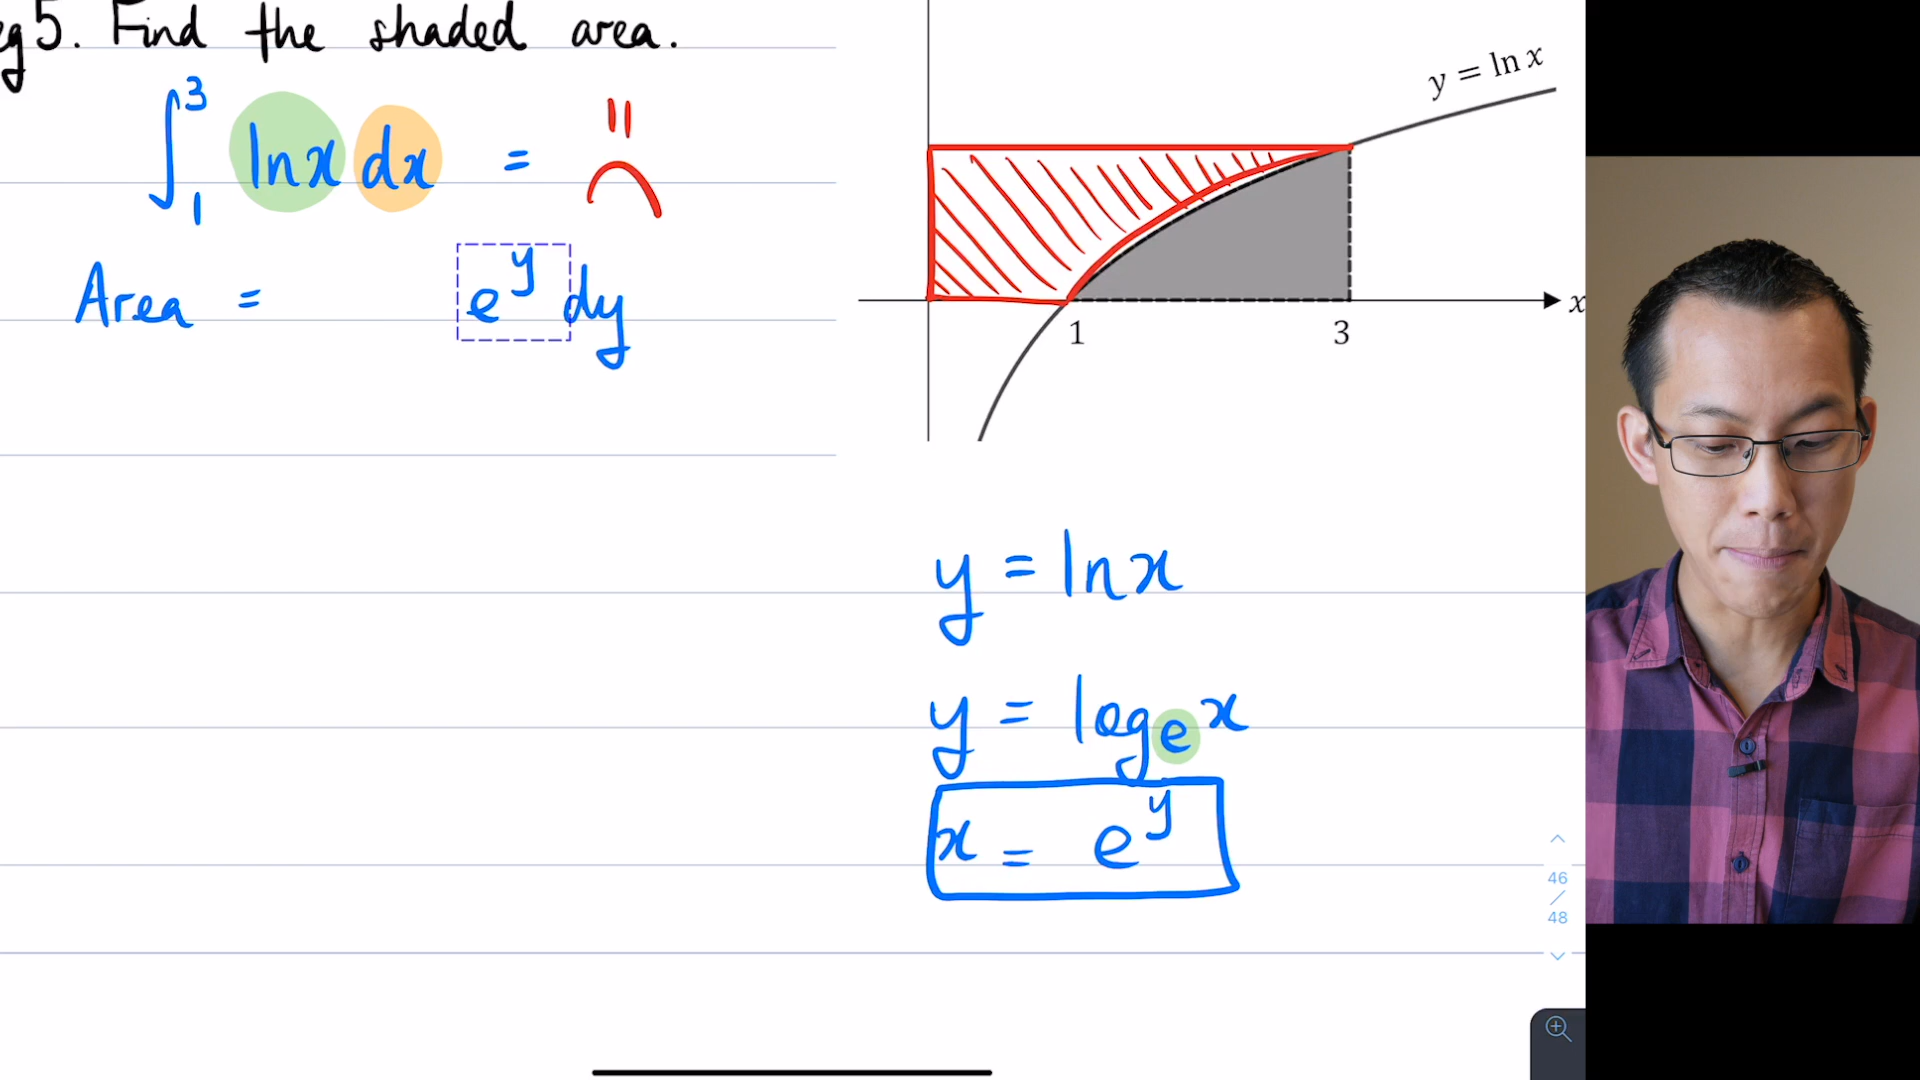 eg5. Find the shaded area.
∫₁³ ln x dx =
Area = e^y dy
y = ln x
1
3
x
y = ln x
y = logₑ x
x = e^y
46
/
48